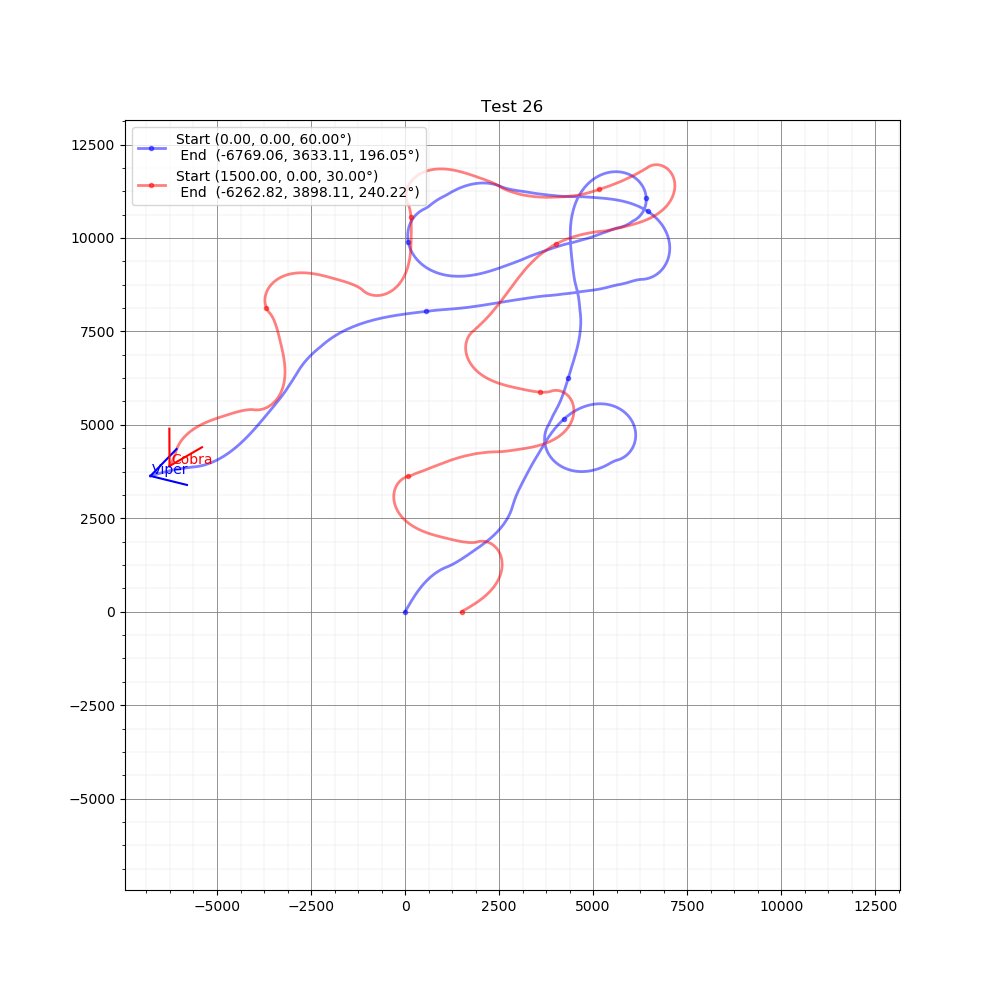 Test 26
Start (0.00, 0.00, 60.00°)
End (-6769.06, 3633.11, 196.05°)
Start (1500.00, 0.00, 30.00°)
End (-6262.82, 3898.11, 240.22°)
12500
10000
7500
5000
2500
0
−2500
−5000
Cobra
Viper
−5000 −2500 0 2500 5000 7500 10000 12500